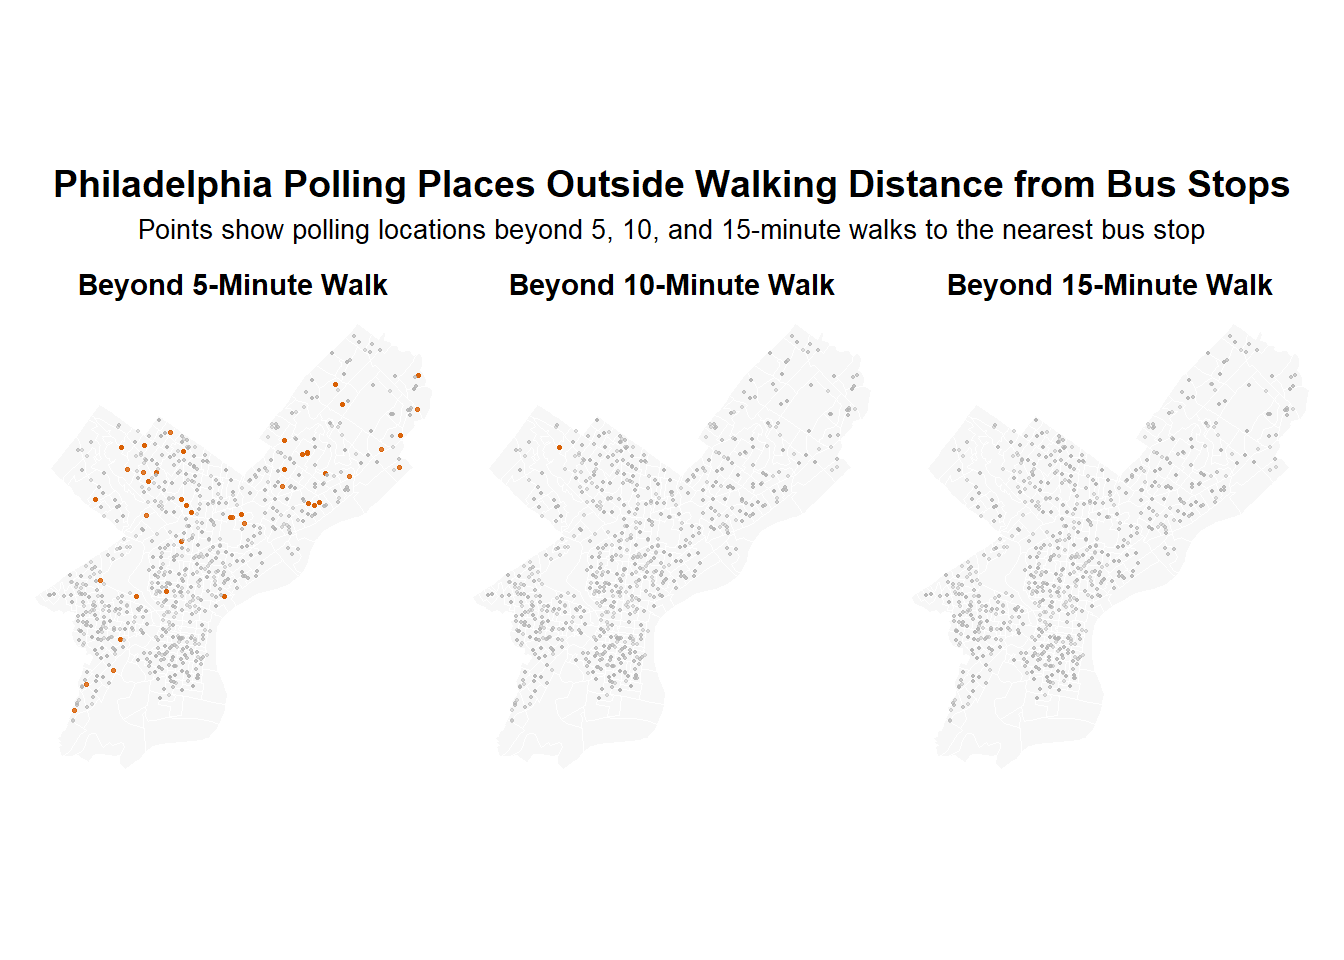 Philadelphia Polling Places Outside Walking Distance from Bus Stops
Points show polling locations beyond 5, 10, and 15-minute walks to the nearest bus stop
Beyond 5-Minute Walk
Beyond 10-Minute Walk
Beyond 15-Minute Walk